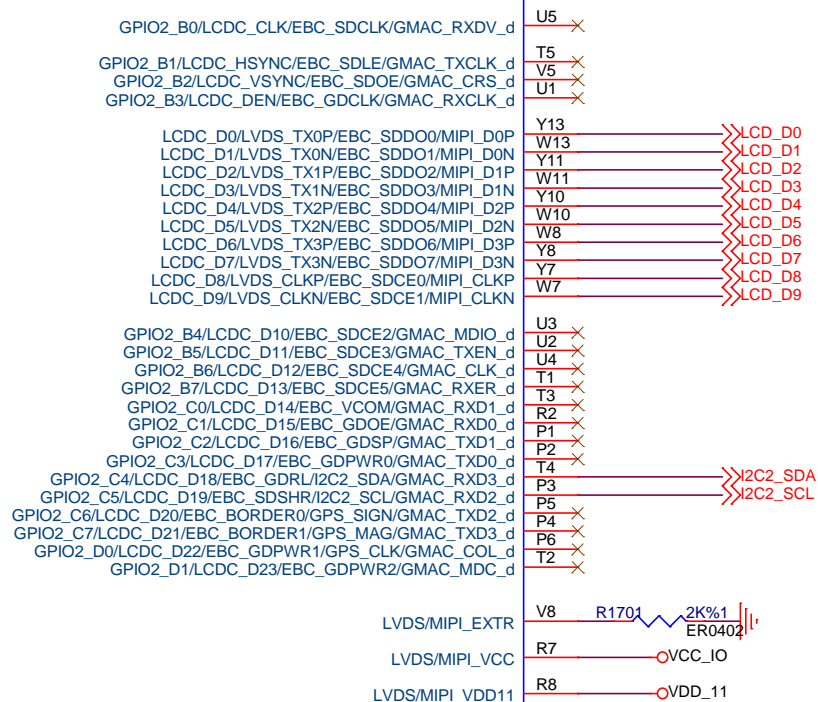 GPIO2_B0/LCDC_CLK/EBC_SDCLK/GMAC_RXDV_d U5
GPIO2_B1/LCDC_HSYNC/EBC_SDLE/GMAC_TXCLK_d T5
GPIO2_B2/LCDC_VSYNC/EBC_SDOE/GMAC_CRS_d V5
GPIO2_B3/LCDC_DEN/EBC_GDCLK/GMAC_RXCLK_d U1
LCDC_D0/LVDS_TX0P/EBC_SDDO0/MIPI_D0P Y13 LCD_D0
LCDC_D1/LVDS_TX0N/EBC_SDDO1/MIPI_D0N W13 LCD_D1
LCDC_D2/LVDS_TX1P/EBC_SDDO2/MIPI_D1P Y11 LCD_D2
LCDC_D3/LVDS_TX1N/EBC_SDDO3/MIPI_D1N W11 LCD_D3
LCDC_D4/LVDS_TX2P/EBC_SDDO4/MIPI_D2P Y10 LCD_D4
LCDC_D5/LVDS_TX2N/EBC_SDDO5/MIPI_D2N W10 LCD_D5
LCDC_D6/LVDS_TX3P/EBC_SDDO6/MIPI_D3P W8 LCD_D6
LCDC_D7/LVDS_TX3N/EBC_SDDO7/MIPI_D3N Y8 LCD_D7
LCDC_D8/LVDS_CLKP/EBC_SDCE0/MIPI_CLKP Y7 LCD_D8
LCDC_D9/LVDS_CLKN/EBC_SDCE1/MIPI_CLKN W7 LCD_D9
GPIO2_B4/LCDC_D10/EBC_SDCE2/GMAC_MDIO_d U3
GPIO2_B5/LCDC_D11/EBC_SDCE3/GMAC_TXEN_d U2
GPIO2_B6/LCDC_D12/EBC_SDCE4/GMAC_CLK_d U4
GPIO2_B7/LCDC_D13/EBC_SDCE5/GMAC_RXER_d T1
GPIO2_C0/LCDC_D14/EBC_VCOM/GMAC_RXD1_d T3
GPIO2_C1/LCDC_D15/EBC_GDOE/GMAC_RXD0_d R2
GPIO2_C2/LCDC_D16/EBC_GDSP/GMAC_TXD1_d P1
GPIO2_C3/LCDC_D17/EBC_GDPWR0/GMAC_TXD0_d P2
GPIO2_C4/LCDC_D18/EBC_GDRL/I2C2_SDA/GMAC_RXD3_d T4 I2C2_SDA
GPIO2_C5/LCDC_D19/EBC_SDSHR/I2C2_SCL/GMAC_RXD2_d P3 I2C2_SCL
GPIO2_C6/LCDC_D20/EBC_BORDER0/GPS_SIGN/GMAC_TXD2_d P5
GPIO2_C7/LCDC_D21/EBC_BORDER1/GPS_MAG/GMAC_TXD3_d P4
GPIO2_D0/LCDC_D22/EBC_GDPWR1/GPS_CLK/GMAC_COL_d P6
GPIO2_D1/LCDC_D23/EBC_GDPWR2/GMAC_MDC_d T2
LVDS/MIPI_EXTR V8 R1701 2K%1
ER0402
LVDS/MIPI_VCC R7 VCC_IO
LVDS/MIPI_VDD11 R8 VDD_11